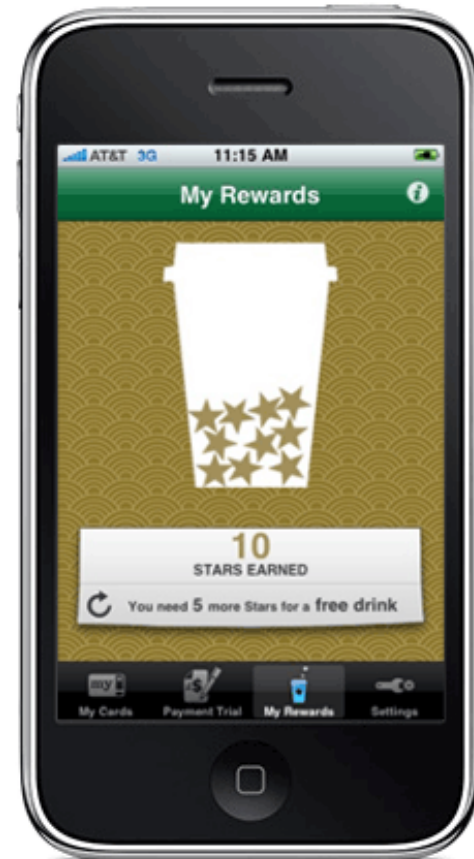 AT&T 3G 11:15 AM
My Rewards
10
STARS EARNED
You need 5 more Stars for a free drink
my
$
My Cards Payment Trial My Rewards Settings